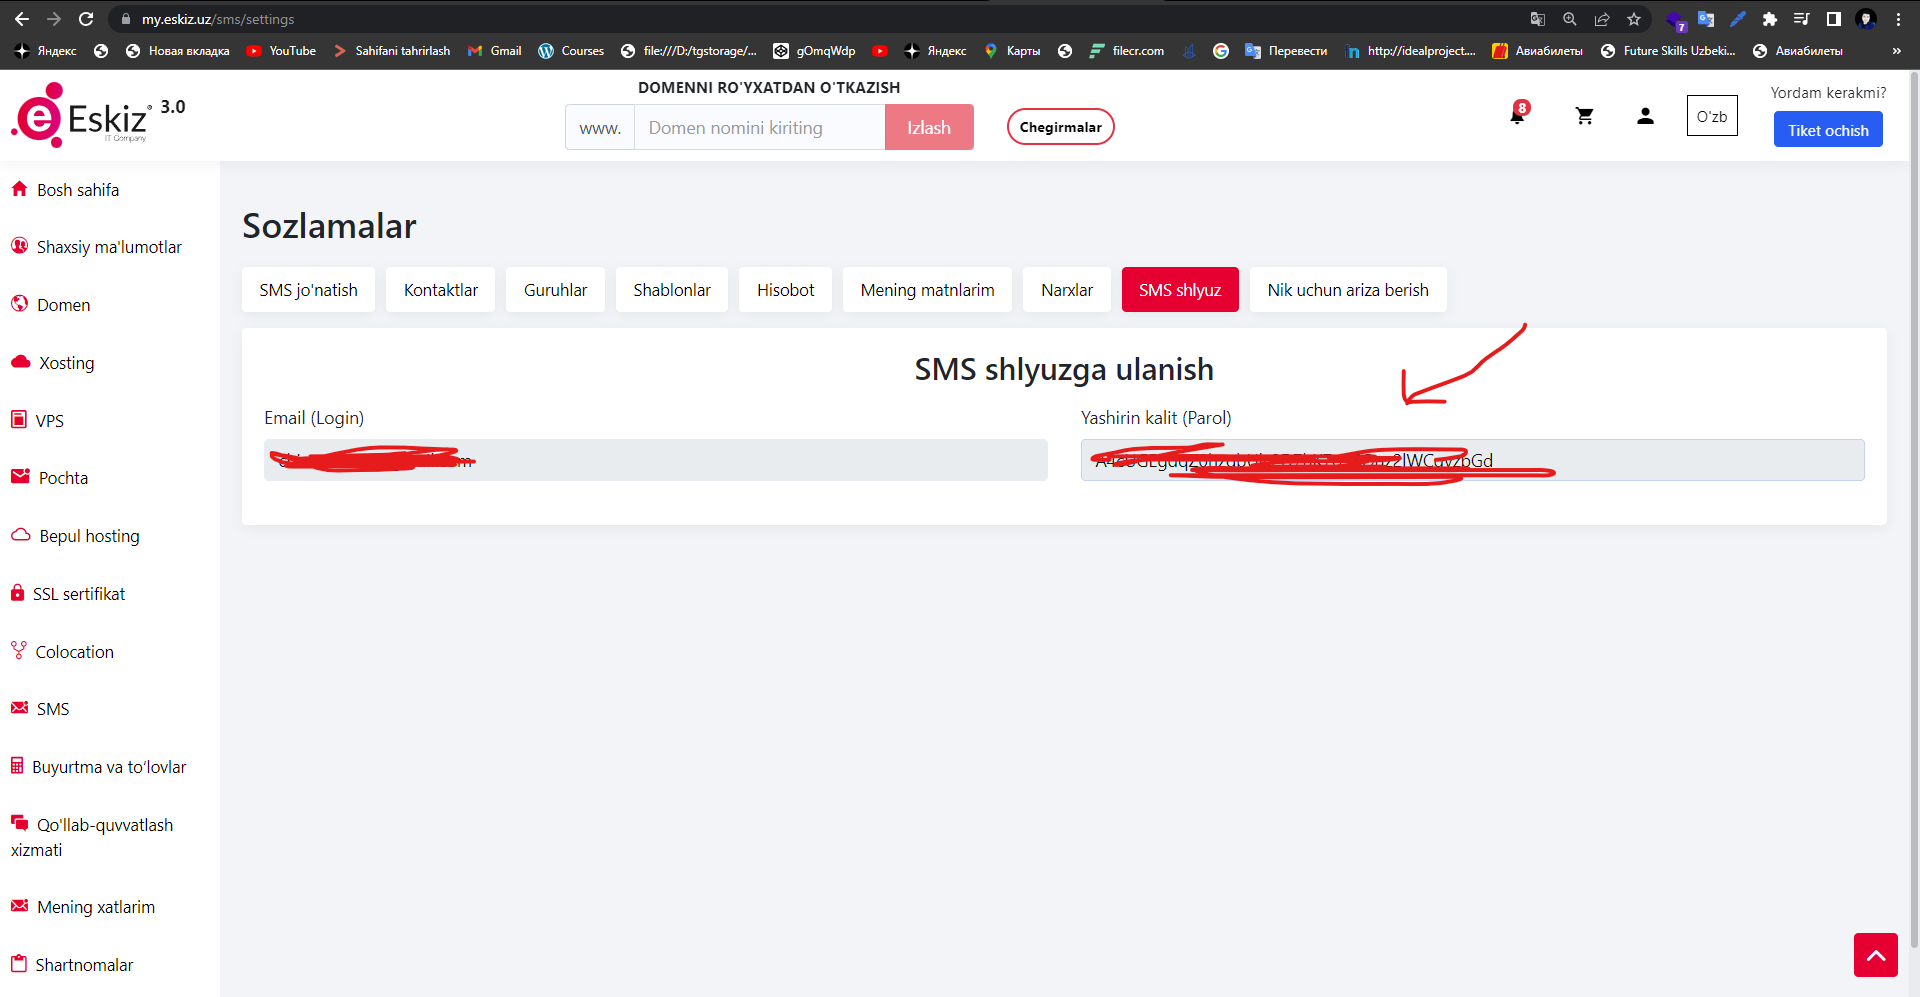 my.eskiz.uz/sms/settings
Яндекс
Новая вкладка
YouTube
Sahifani tahrirlash
Gmail
Courses
file:///D:/tgstorage/...
gOmqWdp
Яндекс
Карты
filecr.com
Перевести
http://idealproject....
Авиабилеты
Future Skills Uzbeki...
Авиабилеты
»
7
Eskiz 3.0
IT Company
DOMENNI RO'YXATDAN O'TKAZISH
www.
Domen nomini kiriting
Izlash
Chegirmalar
8
O'zb
Yordam kerakmi?
Tiket ochish
Bosh sahifa
Shaxsiy ma'lumotlar
Domen
Xosting
VPS
Pochta
Bepul hosting
SSL sertifikat
Colocation
SMS
Buyurtma va to‘lovlar
Qo'llab-quvvatlash
xizmati
Mening xatlarim
Shartnomalar
Sozlamalar
SMS jo'natish
Kontaktlar
Guruhlar
Shablonlar
Hisobot
Mening matnlarim
Narxlar
SMS shlyuz
Nik uchun ariza berish
SMS shlyuzga ulanish
Email (Login)
Yashirin kalit (Parol)